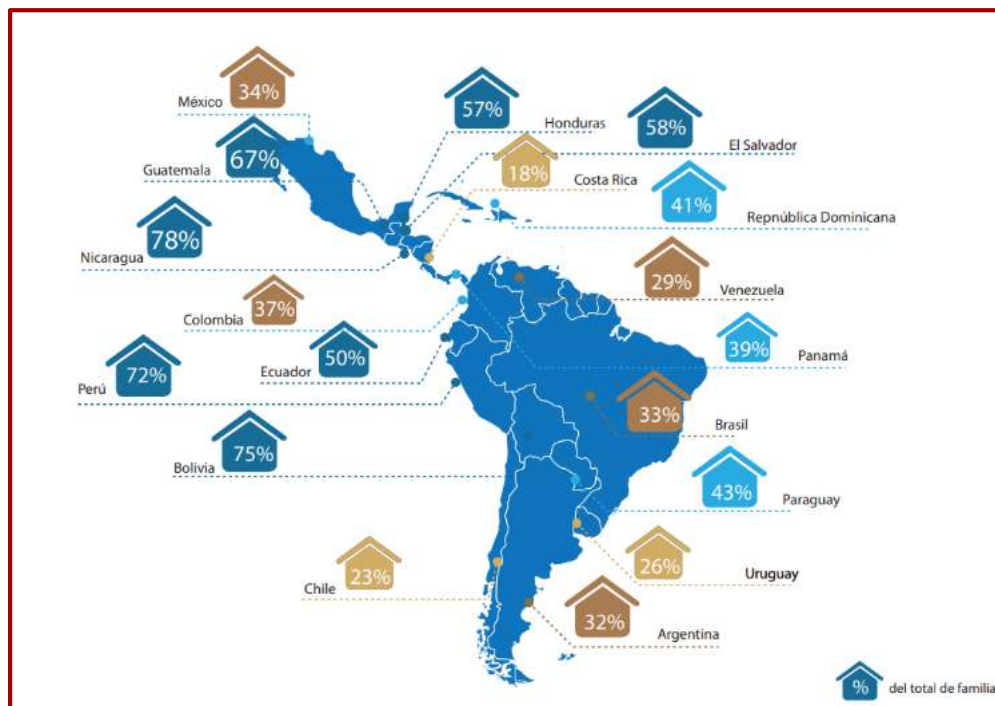 34%
México
57%
Honduras
58%
El Salvador
67%
Guatemala
18%
Costa Rica
41%
Repnública Dominicana
78%
Nicaragua
29%
Venezuela
37%
Colombia
39%
Panamá
50%
Ecuador
72%
Perú
33%
Brasil
75%
Bolivia
43%
Paraguay
23%
Chile
26%
Uruguay
32%
Argentina
% del total de familia